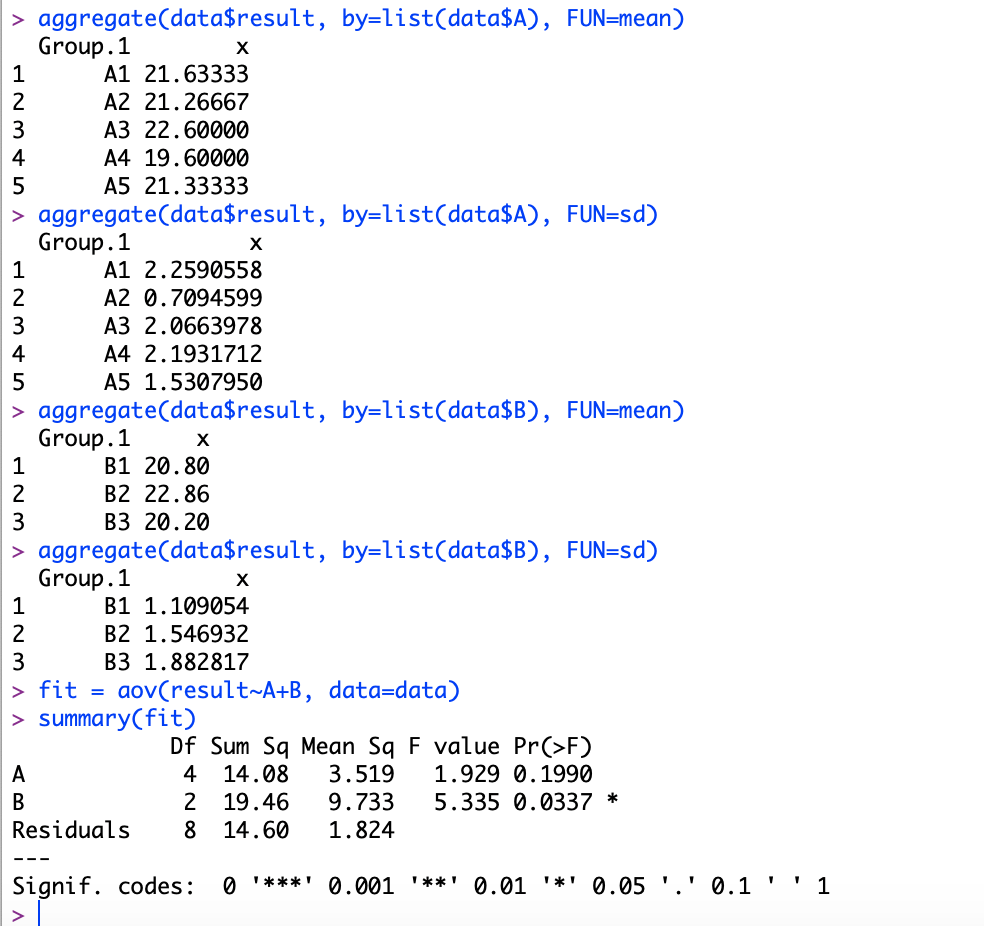 > aggregate(data$result, by=list(data$A), FUN=mean)
  Group.1        x
1      A1 21.63333
2      A2 21.26667
3      A3 22.60000
4      A4 19.60000
5      A5 21.33333
> aggregate(data$result, by=list(data$A), FUN=sd)
  Group.1         x
1      A1 2.2590558
2      A2 0.7094599
3      A3 2.0663978
4      A4 2.1931712
5      A5 1.5307950
> aggregate(data$result, by=list(data$B), FUN=mean)
  Group.1     x
1      B1 20.80
2      B2 22.86
3      B3 20.20
> aggregate(data$result, by=list(data$B), FUN=sd)
  Group.1        x
1      B1 1.109054
2      B2 1.546932
3      B3 1.882817
> fit = aov(result~A+B, data=data)
> summary(fit)
            Df Sum Sq Mean Sq F value Pr(>F)
A            4  14.08   3.519   1.929 0.1990
B            2  19.46   9.733   5.335 0.0337 *
Residuals    8  14.60   1.824
---
Signif. codes:  0 '***' 0.001 '**' 0.01 '*' 0.05 '.' 0.1 ' ' 1
>